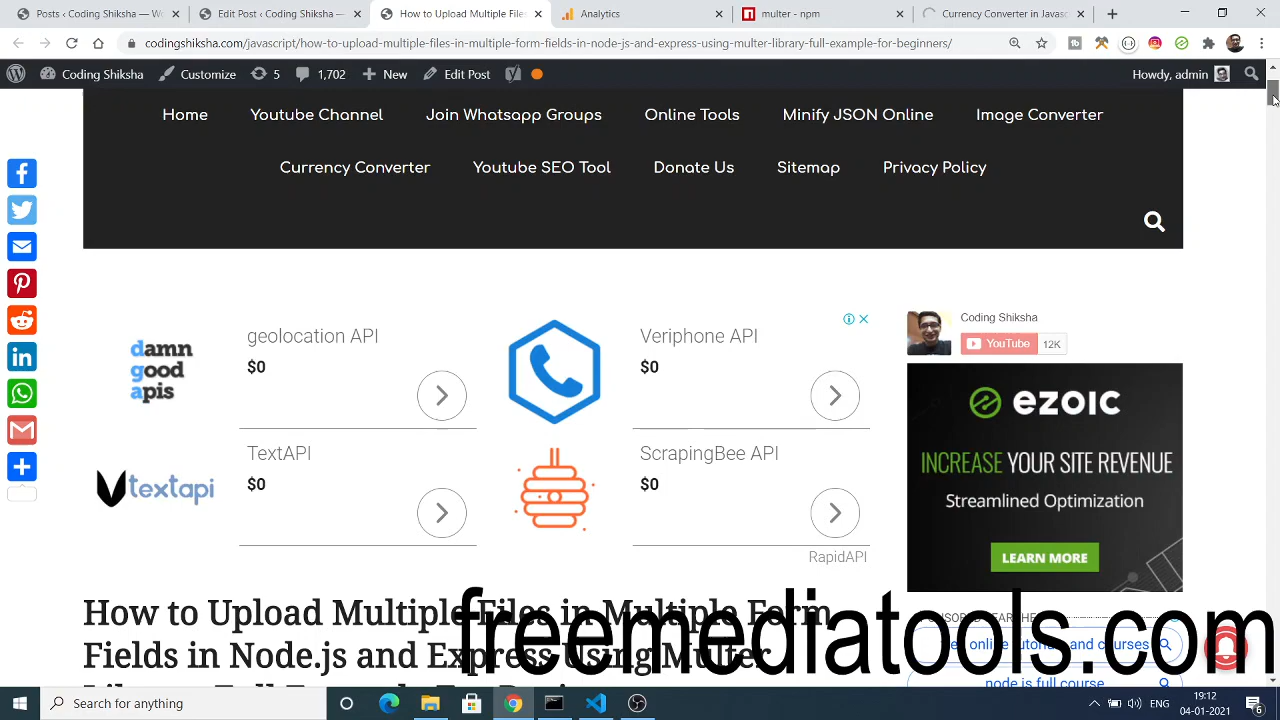 Posts < Coding Shiksha — W
Edit Post < Coding Shiksha
How to Upload Multiple File
Analytics
multer - npm
Currency Converter in Javasc
codingshiksha.com/javascript/how-to-upload-multiple-files-in-multiple-form-fields-in-node-js-and-express-using-multer-library-full-example-for-beginners/
Coding Shiksha
Customize
5
1,702
New
Edit Post
Howdy, admin
Home
Youtube Channel
Join Whatsapp Groups
Online Tools
Minify JSON Online
Image Converter
Currency Converter
Youtube SEO Tool
Donate Us
Sitemap
Privacy Policy
damn
good
apis
geolocation API
$0
Veriphone API
$0
textapi
TextAPI
$0
ScrapingBee API
$0
RapidAPI
Coding Shiksha
YouTube
12K
EZOIC
INCREASE YOUR SITE REVENUE
Streamlined Optimization
LEARN MORE
How to Upload Multiple Files in Multiple Form
Fields in Node.js and Express Using Multer
online tutorials and courses
node js full course
freemediatools.com
Search for anything
ENG
19:12
04-01-2021
6